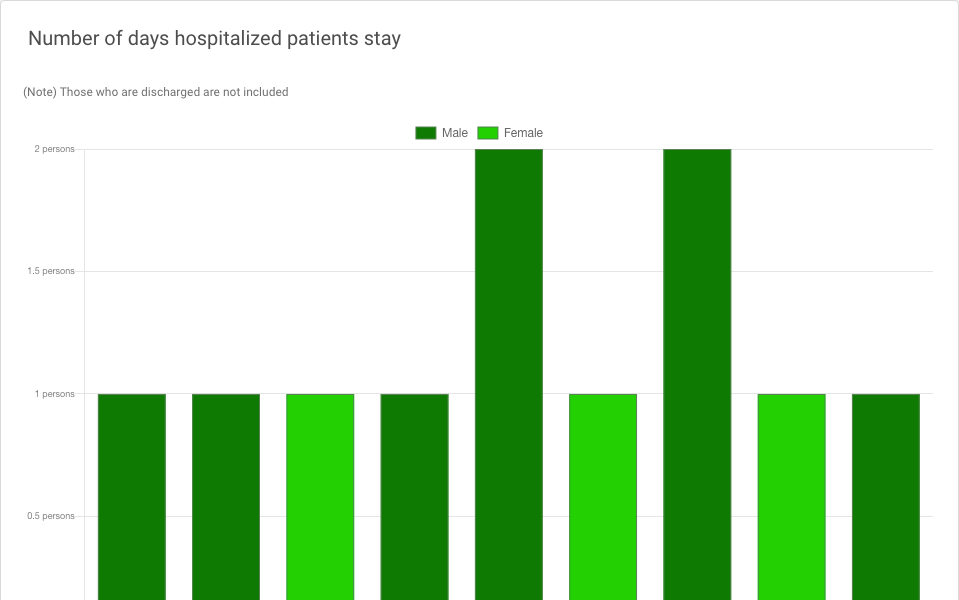 Number of days hospitalized patients stay
(Note) Those who are discharged are not included
Male Female
2 persons
1.5 persons
1 persons
0.5 persons